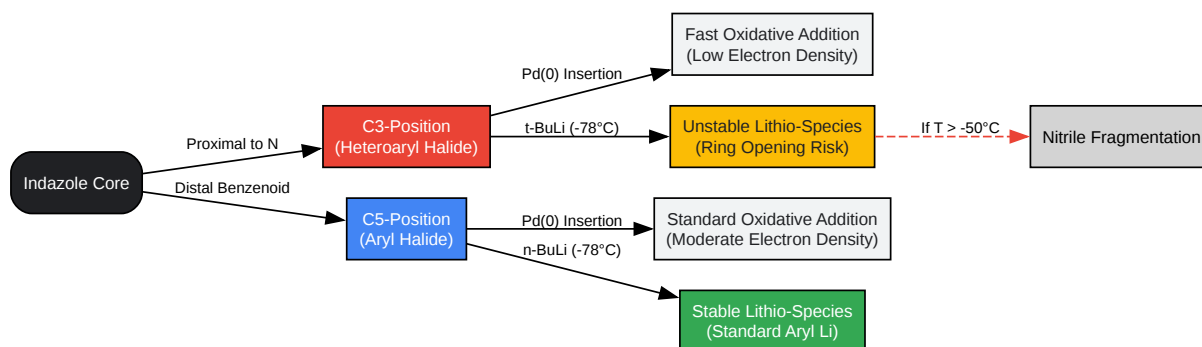 Indazole Core
Proximal to N
Distal Benzenoid
C3-Position
(Heteroaryl Halide)
C5-Position
(Aryl Halide)
Pd(0) Insertion
t-BuLi (-78°C)
Pd(0) Insertion
n-BuLi (-78°C)
Fast Oxidative Addition
(Low Electron Density)
Unstable Lithio-Species
(Ring Opening Risk)
If T > -50°C
Nitrile Fragmentation
Standard Oxidative Addition
(Moderate Electron Density)
Stable Lithio-Species
(Standard Aryl Li)